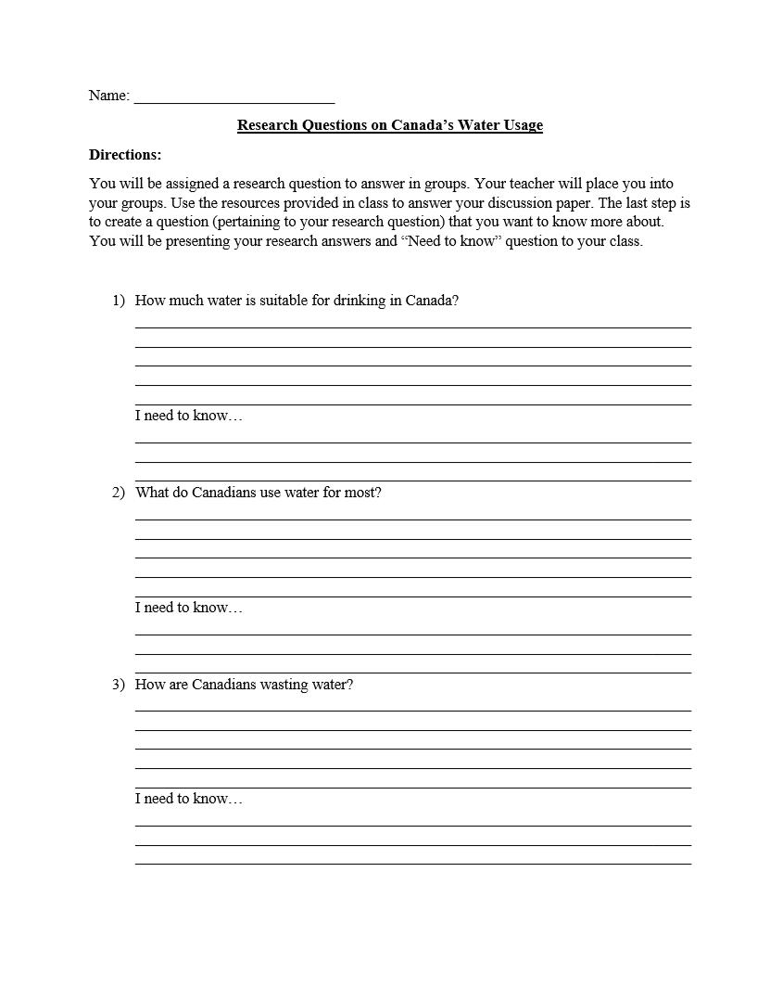 Name: ___________________________
Research Questions on Canada’s Water Usage
Directions:
You will be assigned a research question to answer in groups. Your teacher will place you into
your groups. Use the resources provided in class to answer your discussion paper. The last step is
to create a question (pertaining to your research question) that you want to know more about.
You will be presenting your research answers and “Need to know” question to your class.
1) How much water is suitable for drinking in Canada?
I need to know…
2) What do Canadians use water for most?
I need to know…
3) How are Canadians wasting water?
I need to know…